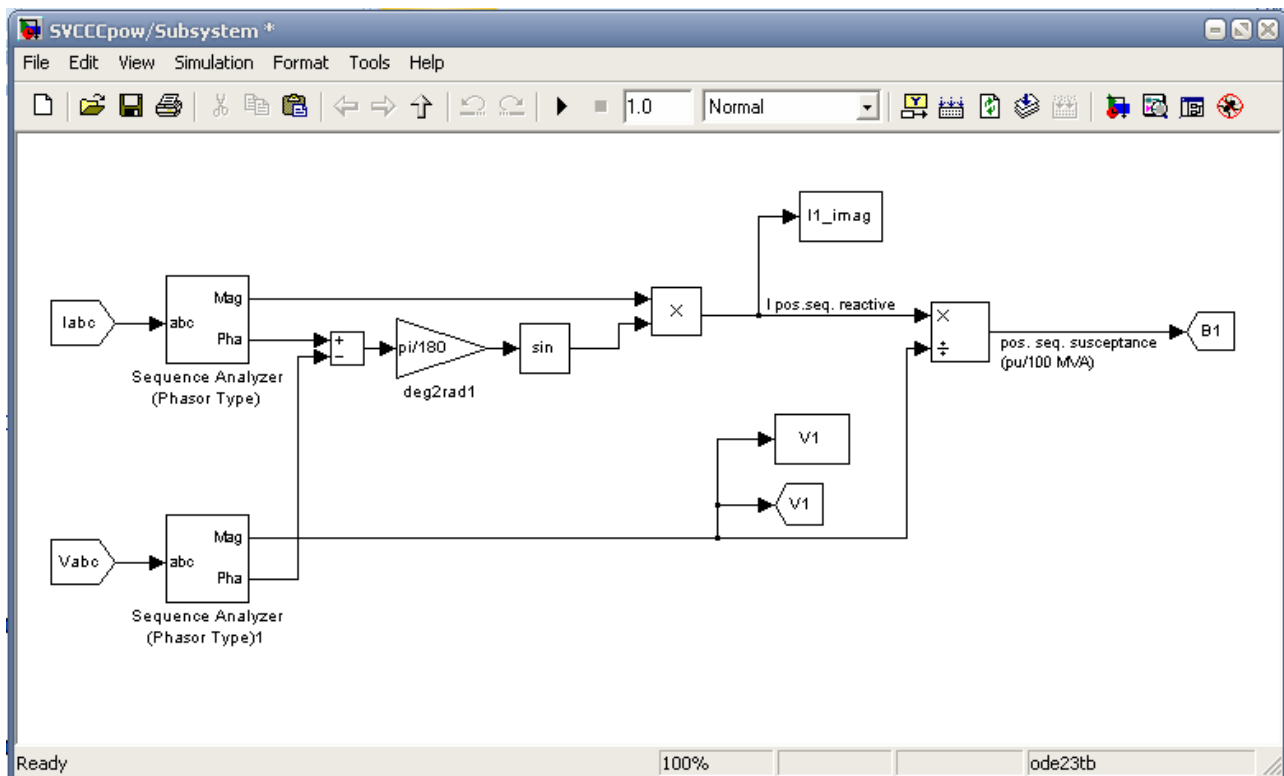 SVCCCpow/Subsystem *
File Edit View Simulation Format Tools Help
1.0 Normal
I1_imag
Iabc
abc
Mag
Pha
Sequence Analyzer
(Phasor Type)
+
−
pi/180
deg2rad1
sin
×
I pos.seq. reactive
×
÷
pos. seq. susceptance
(pu/100 MVA)
B1
V1
V1
Vabc
abc
Mag
Pha
Sequence Analyzer
(Phasor Type)1
Ready 100% ode23tb